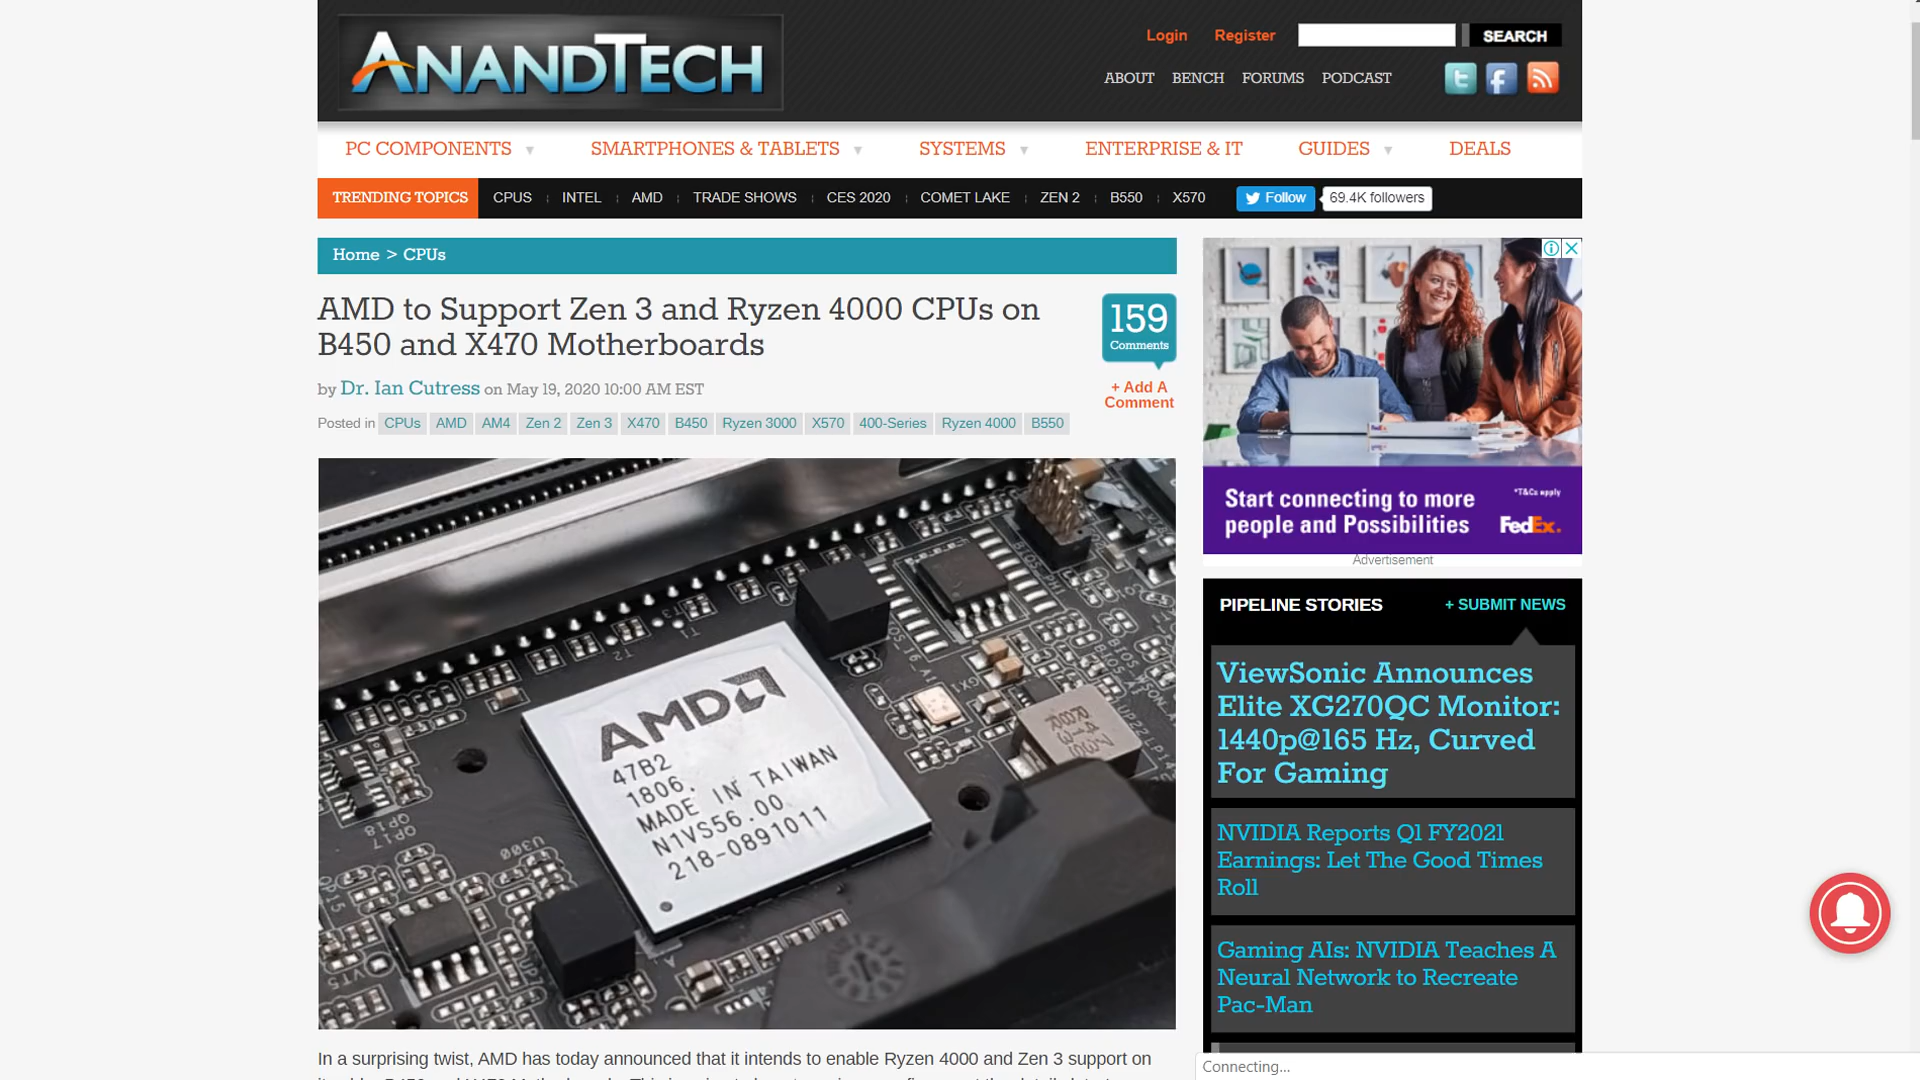 ANANDTECH
Login Register SEARCH
ABOUT BENCH FORUMS PODCAST
PC COMPONENTS SMARTPHONES & TABLETS SYSTEMS ENTERPRISE & IT GUIDES DEALS
TRENDING TOPICS CPUS INTEL AMD TRADE SHOWS CES 2020 COMET LAKE ZEN 2 B550 X570 Follow 69.4K followers
Home > CPUs
AMD to Support Zen 3 and Ryzen 4000 CPUs on
B450 and X470 Motherboards
159
Comments
by Dr. Ian Cutress on May 19, 2020 10:00 AM EST
+ Add A
Comment
Posted in CPUs AMD AM4 Zen 2 Zen 3 X470 B450 Ryzen 3000 X570 400-Series Ryzen 4000 B550
AMD
47B2
1806.
MADE IN TAIWAN
N1VS56.00
218-0891011
T3
T1
T2
GX1
QP18
QP17
U300
In a surprising twist, AMD has today announced that it intends to enable Ryzen 4000 and Zen 3 support on
FedEx
*T&Cs apply
Start connecting to more
people and Possibilities
FedEx.
Advertisement
PIPELINE STORIES + SUBMIT NEWS
ViewSonic Announces
Elite XG270QC Monitor:
1440p@165 Hz, Curved
For Gaming
NVIDIA Reports Q1 FY2021
Earnings: Let The Good Times
Roll
Gaming AIs: NVIDIA Teaches A
Neural Network to Recreate
Pac-Man
Connecting...